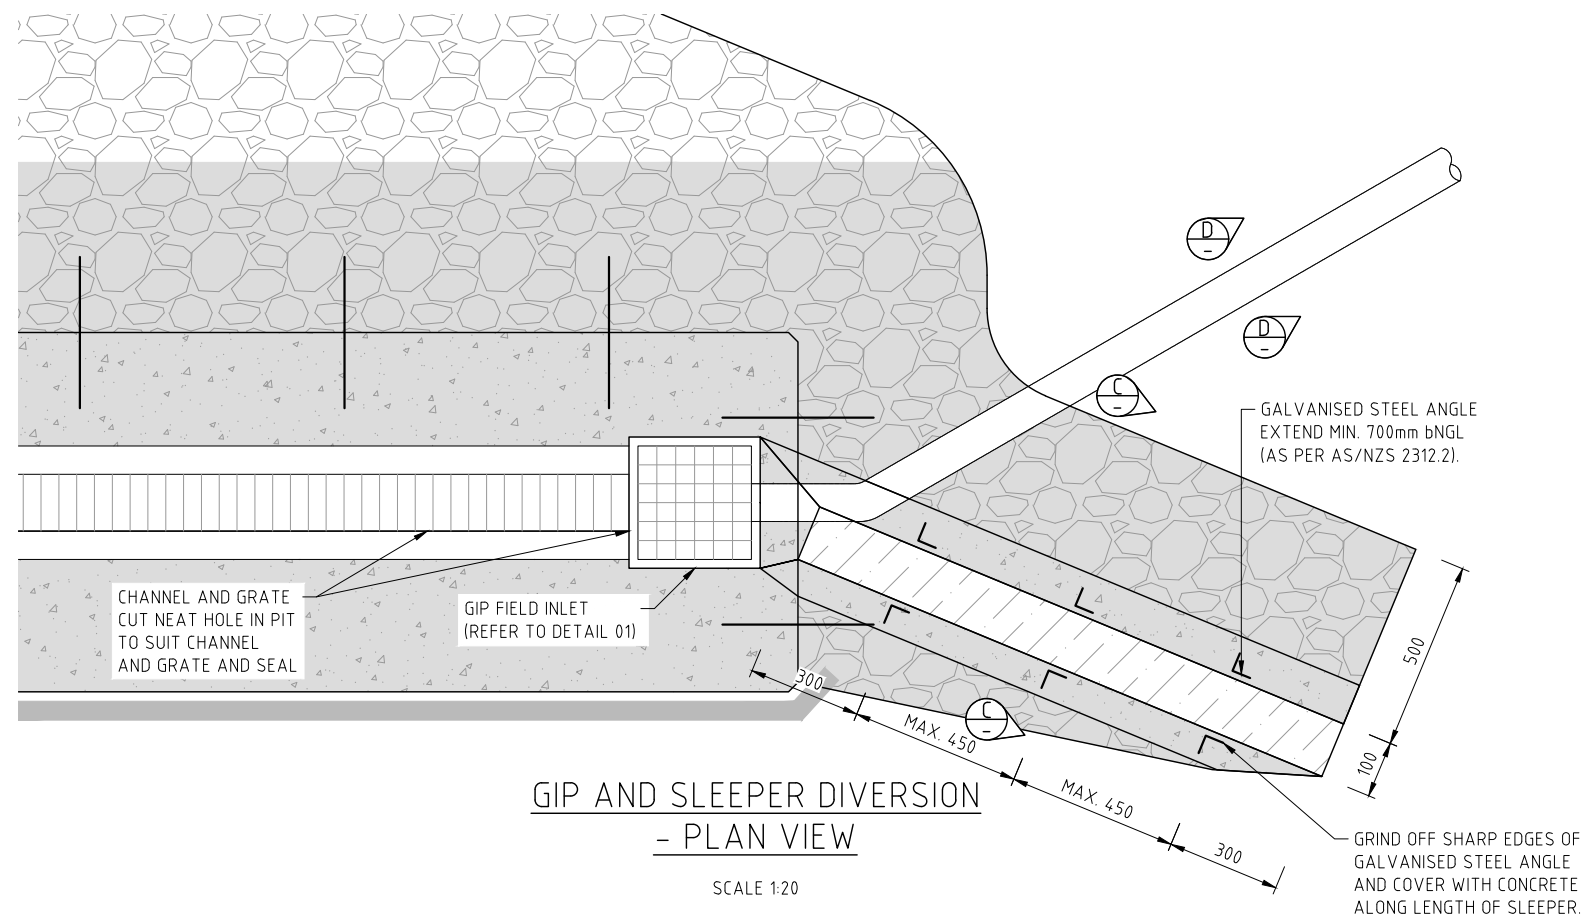 D
-
D
-
C
-
GALVANISED STEEL ANGLE
EXTEND MIN. 700mm bNGL
(AS PER AS/NZS 2312.2).
CHANNEL AND GRATE
CUT NEAT HOLE IN PIT
TO SUIT CHANNEL
AND GRATE AND SEAL
GIP FIELD INLET
(REFER TO DETAIL 01)
500
300
C
-
MAX. 450
100
MAX. 450
300
GIP AND SLEEPER DIVERSION
- PLAN VIEW
SCALE 1:20
GRIND OFF SHARP EDGES OF
GALVANISED STEEL ANGLE
AND COVER WITH CONCRETE
ALONG LENGTH OF SLEEPER.